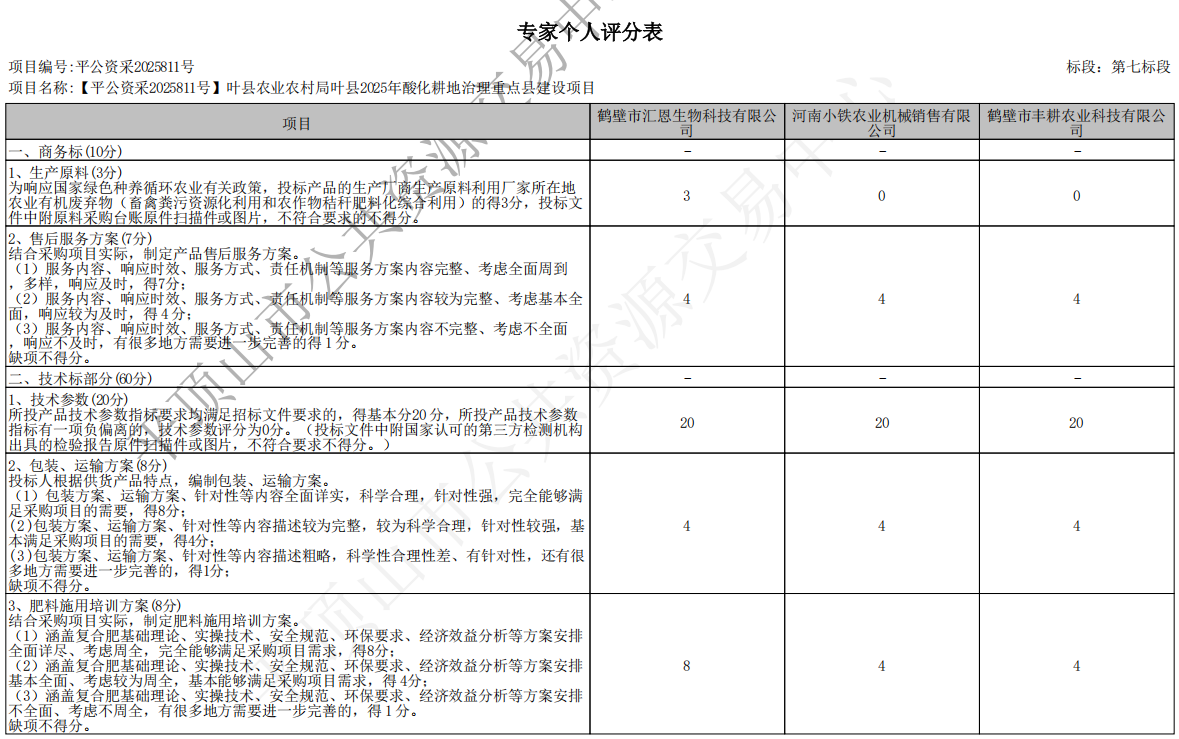 专家个人评分表
项目编号:平公资采2025811号
标段：第七标段
项目名称:【平公资采2025811号】叶县农业农村局叶县2025年酸化耕地治理重点县建设项目
项目
鹤壁市汇恩生物科技有限公
司
河南小铁农业机械销售有限
公司
鹤壁市丰耕农业科技有限公
司
一、商务标(10分)
-
-
-
1、生产原料(3分)
为响应国家绿色种养循环农业有关政策，投标产品的生产厂商生产原料利用厂家所在地
农业有机废弃物（畜禽粪污资源化利用和农作物秸秆肥料化综合利用）的得3分，投标文
件中附原料采购台账原件扫描件或图片，不符合要求的不得分。
3
0
0
2、售后服务方案(7分)
结合采购项目实际，制定产品售后服务方案。
（1）服务内容、响应时效、服务方式、责任机制等服务方案内容完整、考虑全面周到
，多样，响应及时，得7分；
（2）服务内容、响应时效、服务方式、责任机制等服务方案内容较为完整、考虑基本全
面，响应较为及时，得 4 分；
（3）服务内容、响应时效、服务方式、责任机制等服务方案内容不完整、考虑不全面
，响应不及时，有很多地方需要进一步完善的得 1 分。
缺项不得分。
4
4
4
二、技术标部分(60分)
-
-
-
1、技术参数(20分)
所投产品技术参数指标要求均满足招标文件要求的，得基本分20 分，所投产品技术参数
指标有一项负偏离的，技术参数评分为0分。（投标文件中附国家认可的第三方检测机构
出具的检验报告原件扫描件或图片，不符合要求不得分。）
20
20
20
2、包装、运输方案(8分)
投标人根据供货产品特点，编制包装、运输方案。
（1）包装方案、运输方案、针对性等内容全面详实，科学合理，针对性强，完全能够满
足采购项目的需要，得8分；
(2)包装方案、运输方案、针对性等内容描述较为完整，较为科学合理，针对性较强，基
本满足采购项目的需要，得4分；
(3)包装方案、运输方案、针对性等内容描述粗略，科学性合理性差、有针对性，还有很
多地方需要进一步完善的，得1分；
缺项不得分。
4
4
4
3、肥料施用培训方案(8分)
结合采购项目实际，制定肥料施用培训方案。
（1）涵盖复合肥基础理论、实操技术、安全规范、环保要求、经济效益分析等方案安排
全面详尽、考虑周全，完全能够满足采购项目需求，得8分；
（2）涵盖复合肥基础理论、实操技术、安全规范、环保要求、经济效益分析等方案安排
基本全面、考虑较为周全，基本能够满足采购项目需求，得 4分；
（3）涵盖复合肥基础理论、实操技术、安全规范、环保要求、经济效益分析等方案安排
不全面、考虑不周全，有很多地方需要进一步完善的，得 1 分。
缺项不得分。
8
4
4
平顶山市公共资源交易中
平顶山市公共资源交易中心